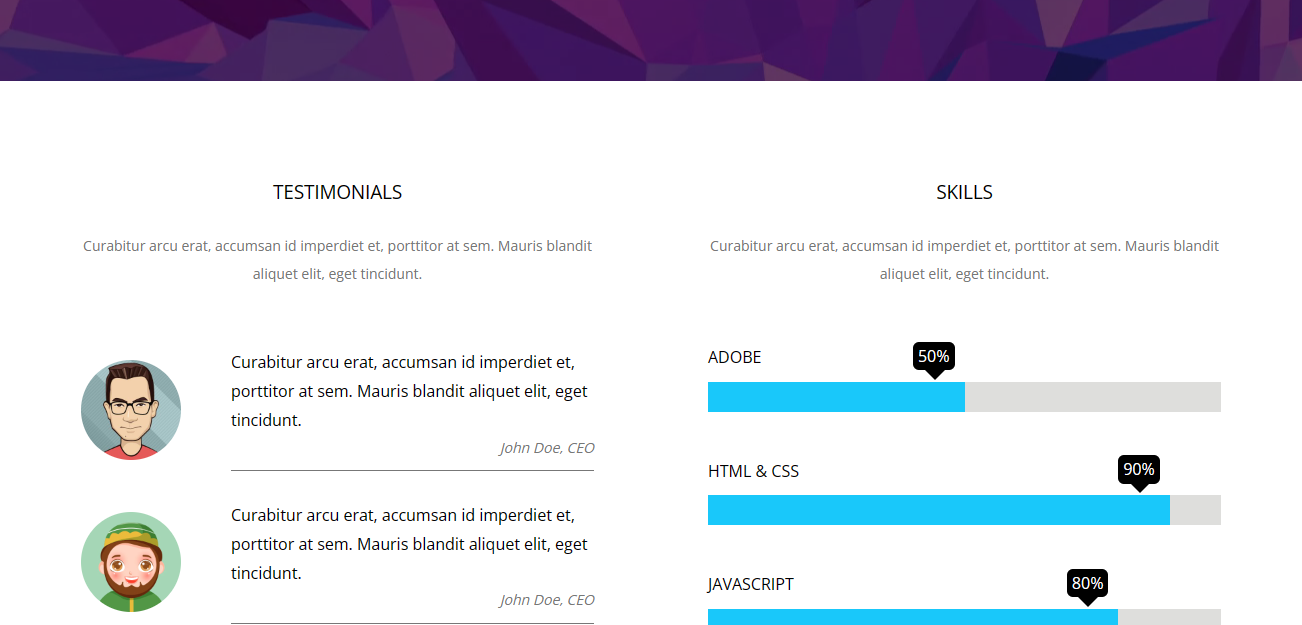 TESTIMONIALS
Curabitur arcu erat, accumsan id imperdiet et, porttitor at sem. Mauris blandit
aliquet elit, eget tincidunt.
Curabitur arcu erat, accumsan id imperdiet et,
porttitor at sem. Mauris blandit aliquet elit, eget
tincidunt.
John Doe, CEO
Curabitur arcu erat, accumsan id imperdiet et,
porttitor at sem. Mauris blandit aliquet elit, eget
tincidunt.
John Doe, CEO
SKILLS
Curabitur arcu erat, accumsan id imperdiet et, porttitor at sem. Mauris blandit
aliquet elit, eget tincidunt.
ADOBE 50%
HTML & CSS 90%
JAVASCRIPT 80%